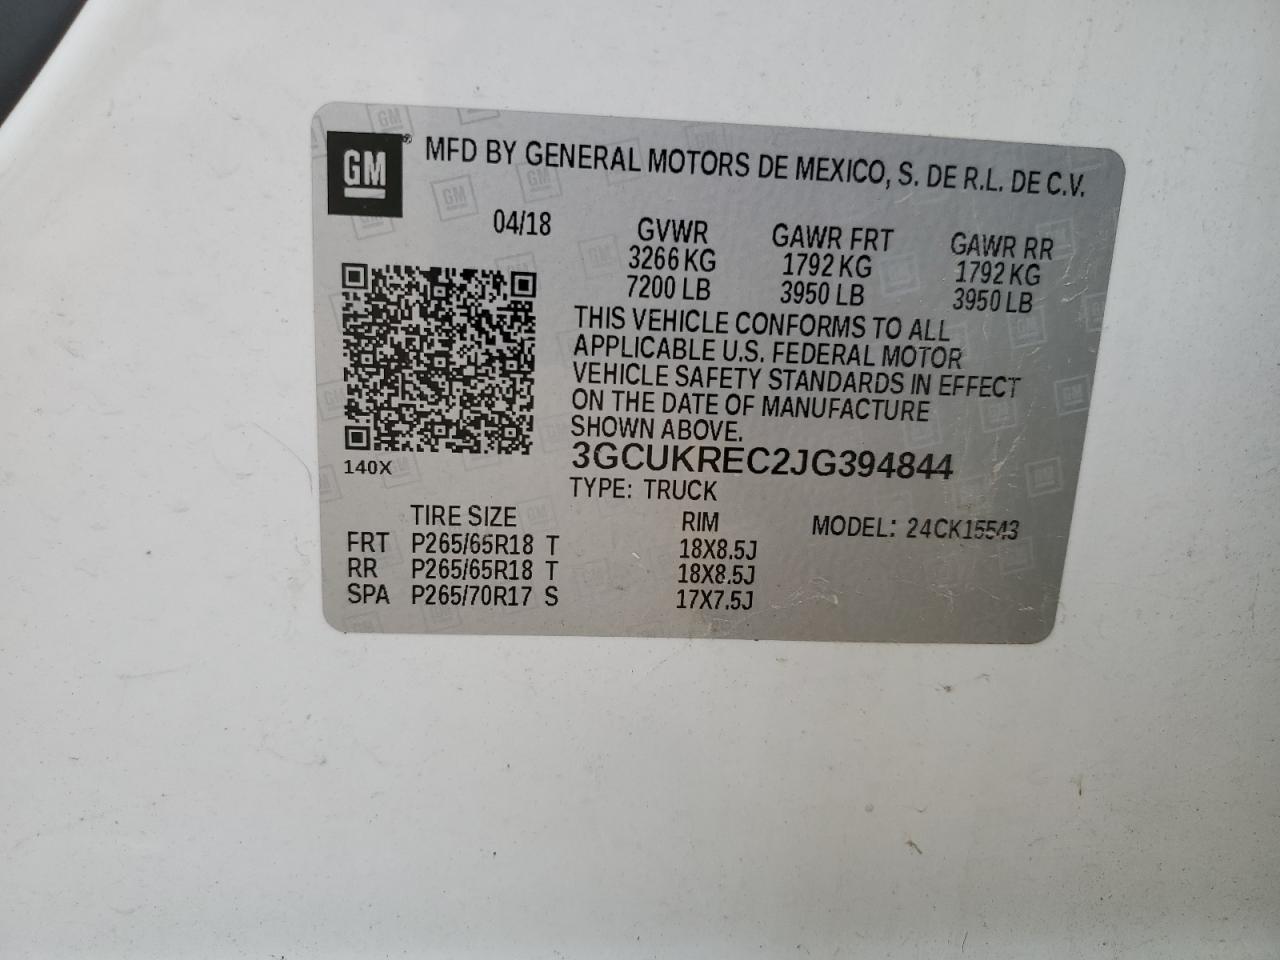 GM ® MFD BY GENERAL MOTORS DE MEXICO, S. DE R.L. DE C.V.
04/18 GVWR GAWR FRT GAWR RR
3266 KG 1792 KG 1792 KG
7200 LB 3950 LB 3950 LB
THIS VEHICLE CONFORMS TO ALL
APPLICABLE U.S. FEDERAL MOTOR
VEHICLE SAFETY STANDARDS IN EFFECT
ON THE DATE OF MANUFACTURE
SHOWN ABOVE.
140X
3GCUKREC2JG394844
TYPE: TRUCK
TIRE SIZE RIM MODEL: 24CK15543
FRT P265/65R18 T 18X8.5J
RR P265/65R18 T 18X8.5J
SPA P265/70R17 S 17X7.5J